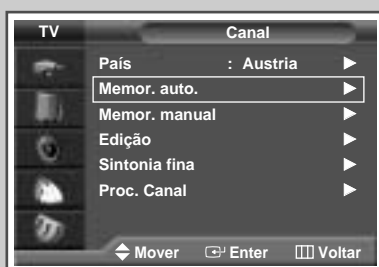 TV Canal
País : Austria
Memor. auto.
Memor. manual
Edição
Sintonia fina
Proc. Canal
Mover Enter Voltar